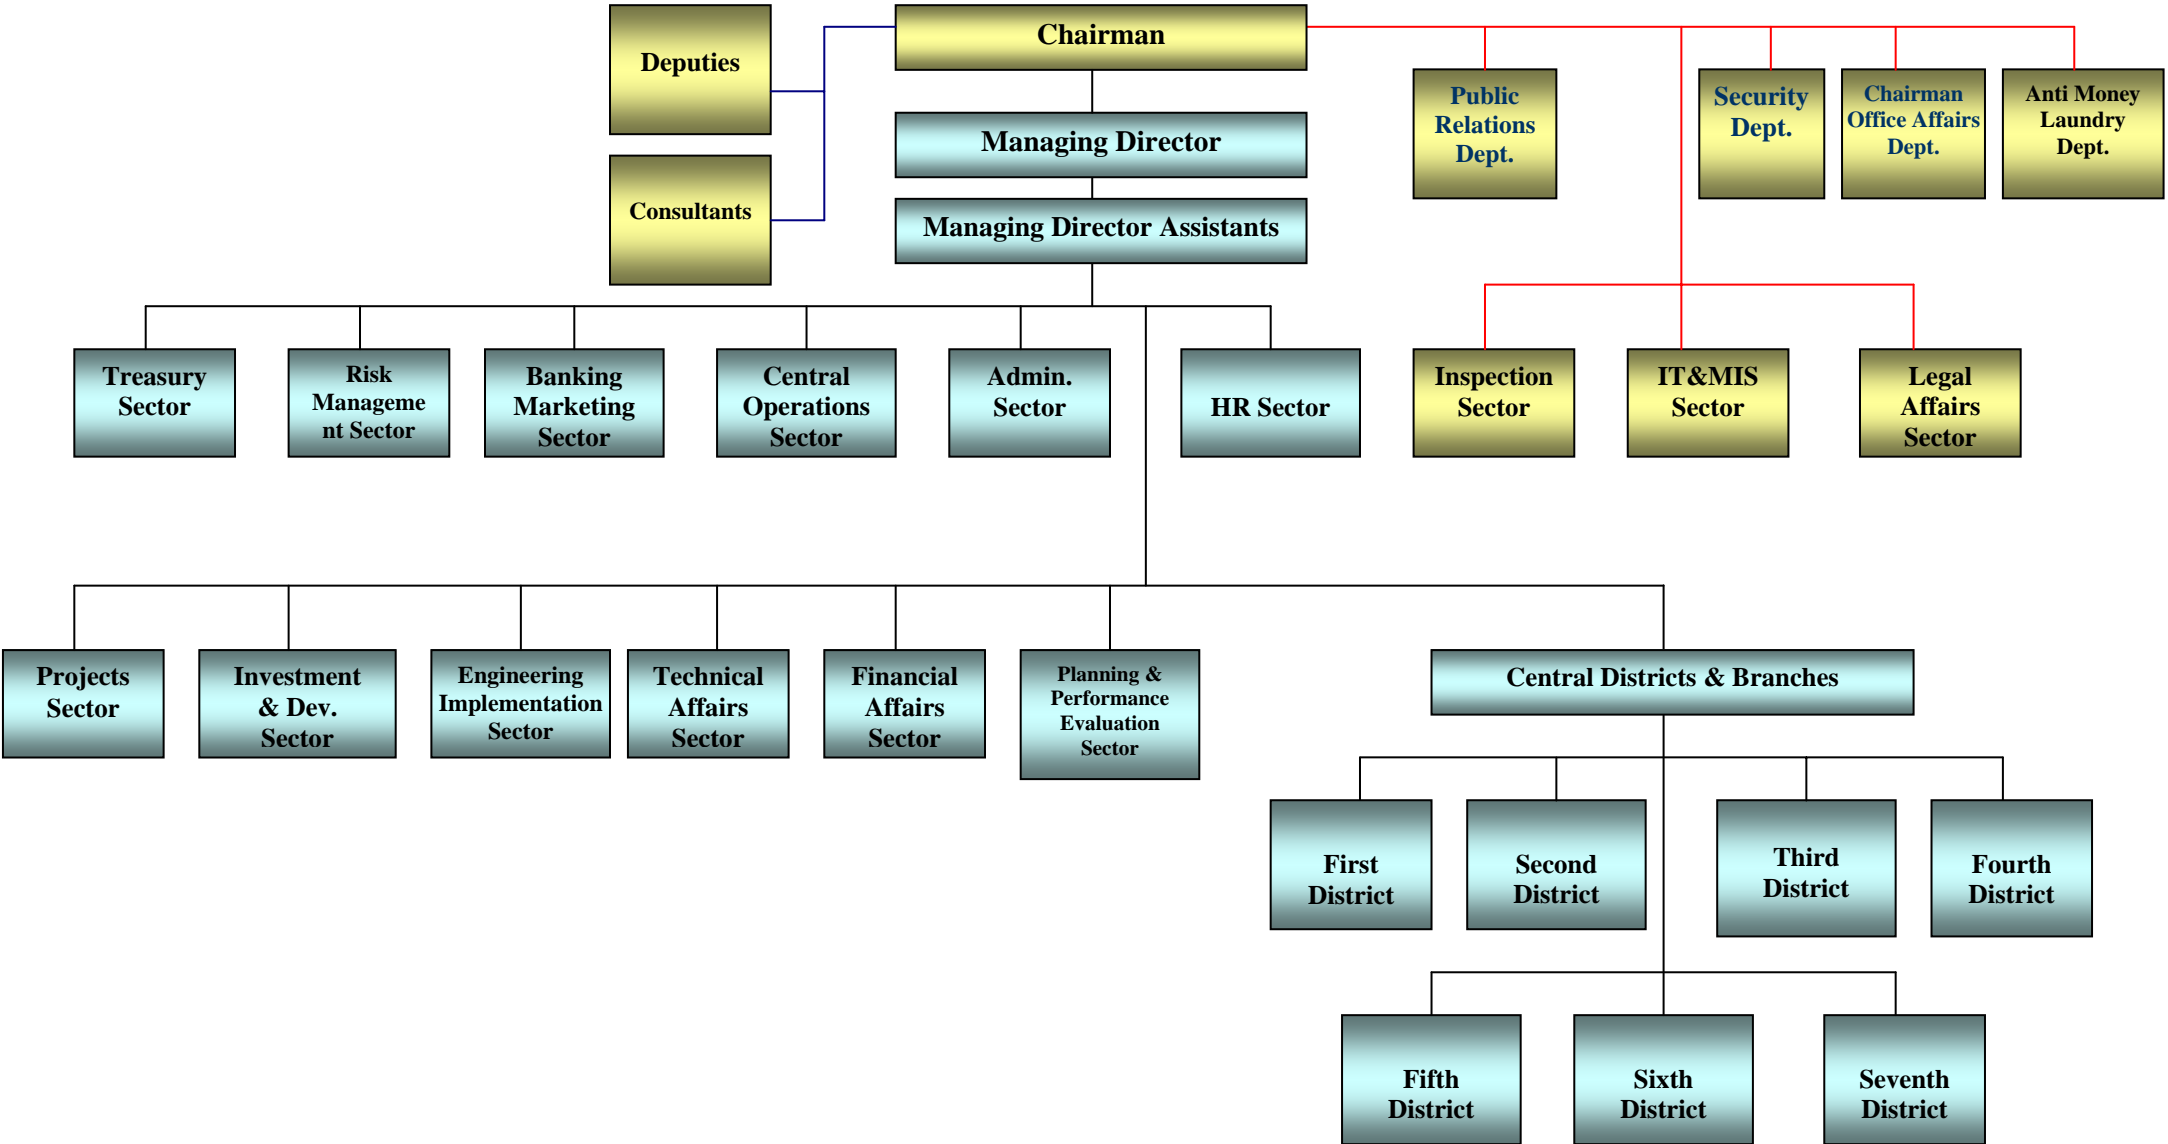 Chairman
Deputies
Consultants
Managing Director
Managing Director Assistants
Public
Relations
Dept.
Security
Dept.
Chairman
Office Affairs
Dept.
Anti Money
Laundry
Dept.
Treasury
Sector
Risk
Manageme
nt Sector
Banking
Marketing
Sector
Central
Operations
Sector
Admin.
Sector
HR Sector
Inspection
Sector
IT&MIS
Sector
Legal
Affairs
Sector
Projects
Sector
Investment
& Dev.
Sector
Engineering
Implementation
Sector
Technical
Affairs
Sector
Financial
Affairs
Sector
Planning &
Performance
Evaluation
Sector
Central Districts & Branches
First
District
Second
District
Third
District
Fourth
District
Fifth
District
Sixth
District
Seventh
District